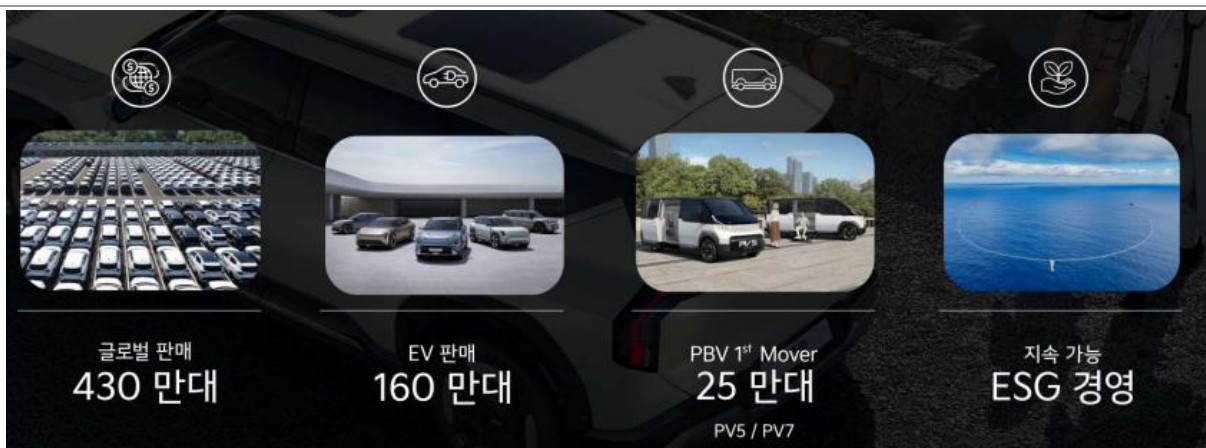 글로벌 판매
430 만대
EV 판매
160 만대
PBV 1st Mover
25 만대
PV5 / PV7
지속 가능
ESG 경영